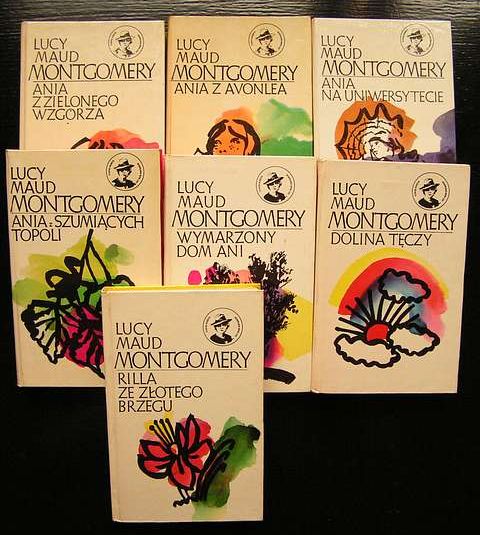 LUCY
MAUD
MONTGOMERY
ANIA
Z ZIELONEGO
WZGÓRZA
LUCY
MAUD
MONTGOMERY
ANIA Z AVONLEA
LUCY
MAUD
MONTGOMERY
ANIA
NA UNIWERSYTECIE
LUCY
MAUD
MONTGOMERY
ANIA z SZUMIĄCYCH
TOPOLI
LUCY
MAUD
MONTGOMERY
WYMARZONY
DOM ANI
LUCY
MAUD
MONTGOMERY
DOLINA TĘCZY
LUCY
MAUD
MONTGOMERY
RILLA
ZE ZŁOTEGO
BRZEGU